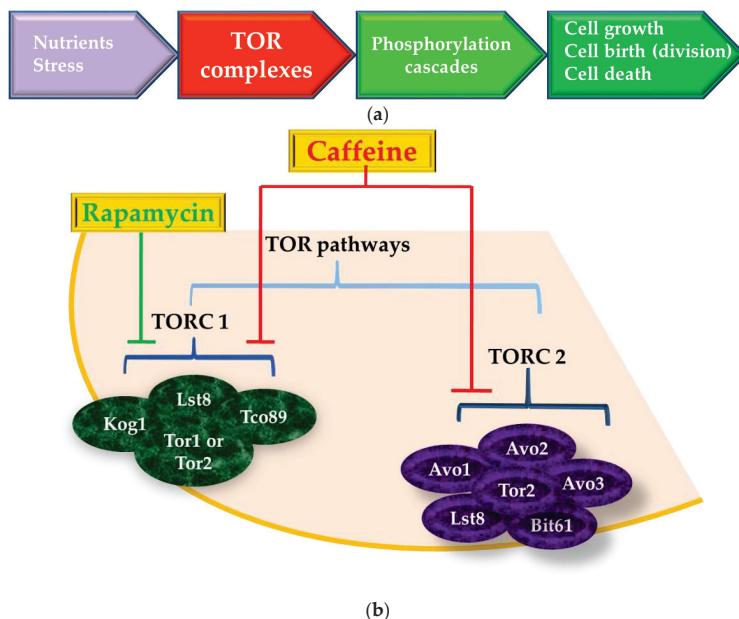 Nutrients
Stress
TOR
complexes
Phosphorylation
cascades
Cell growth
Cell birth (division)
Cell death
(a)
Caffeine
Rapamycin
TOR pathways
TORC 1
TORC 2
Kog1
Lst8
Tco89
Tor1 or
Tor2
Avo1
Avo2
Avo3
Tor2
Lst8
Bit61
(b)